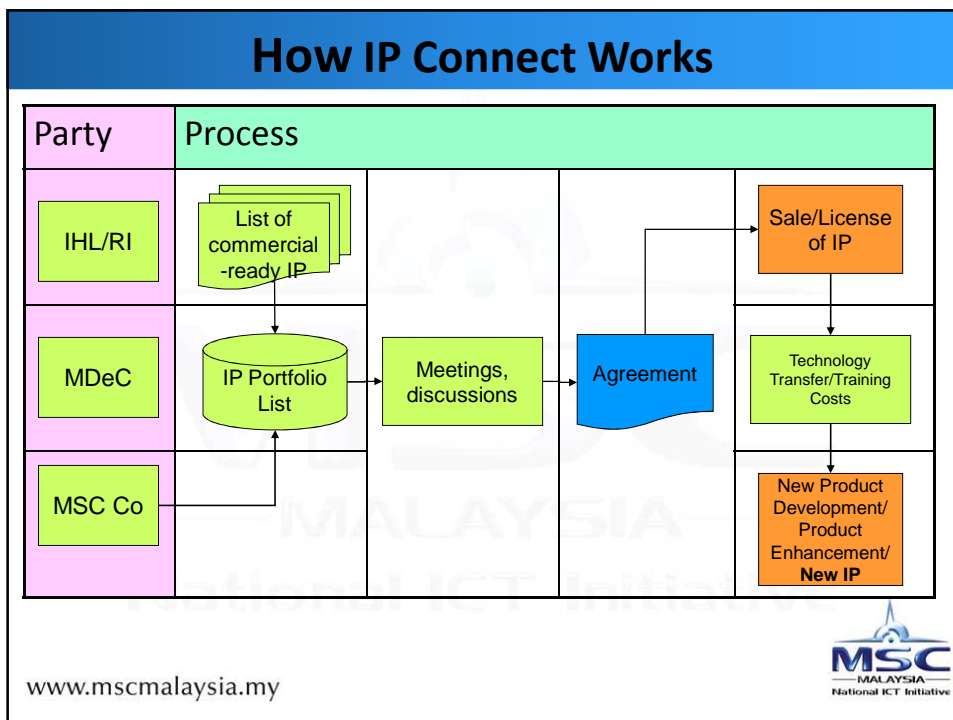 How IP Connect Works
Party
Process
IHL/RI
List of
commercial
-ready IP
Sale/License
of IP
MDeC
IP Portfolio
List
Meetings,
discussions
Agreement
Technology
Transfer/Training
Costs
MSC Co
New Product
Development/
Product
Enhancement/
New IP
MSC
MALAYSIA
National ICT Initiative
www.mscmalaysia.my
MSC
MALAYSIA
National ICT Initiative